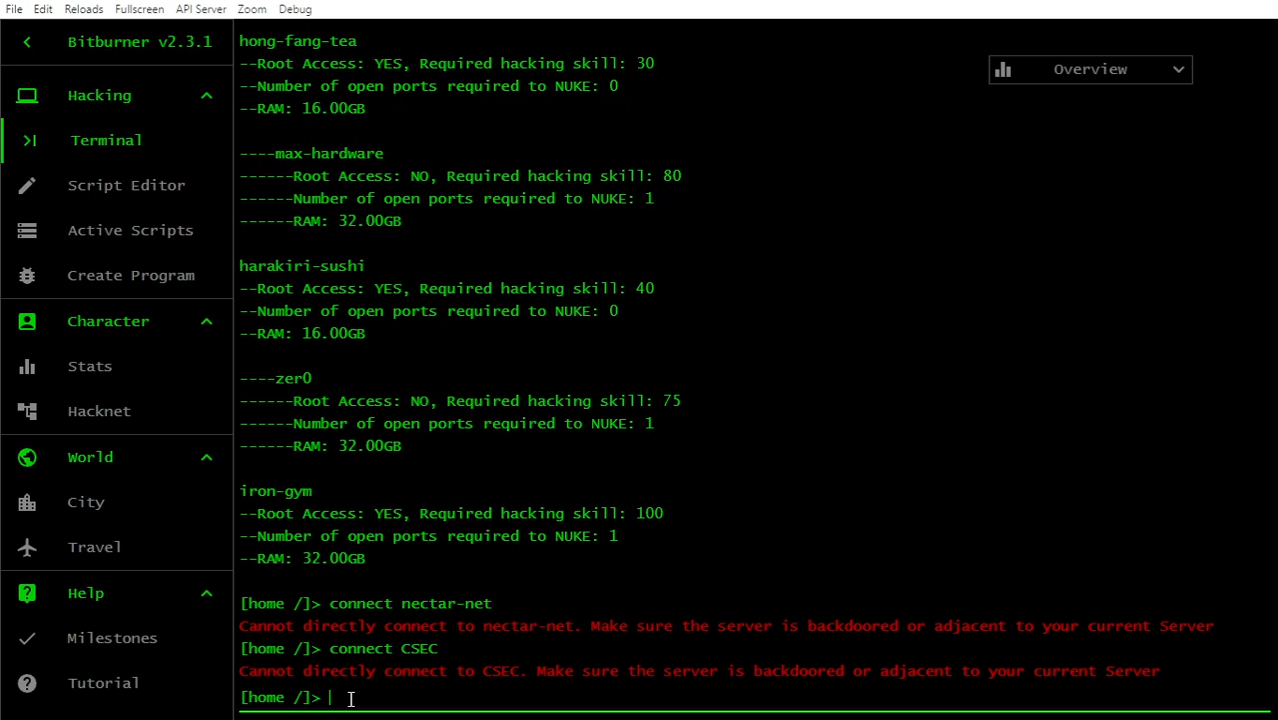 File Edit Reloads Fullscreen API Server Zoom Debug
Bitburner v2.3.1
Hacking
Terminal
Script Editor
Active Scripts
Create Program
Character
Stats
Hacknet
World
City
Travel
Help
Milestones
Tutorial
hong-fang-tea
--Root Access: YES, Required hacking skill: 30
--Number of open ports required to NUKE: 0
--RAM: 16.00GB
----max-hardware
------Root Access: NO, Required hacking skill: 80
------Number of open ports required to NUKE: 1
------RAM: 32.00GB
harakiri-sushi
--Root Access: YES, Required hacking skill: 40
--Number of open ports required to NUKE: 0
--RAM: 16.00GB
----zer0
------Root Access: NO, Required hacking skill: 75
------Number of open ports required to NUKE: 1
------RAM: 32.00GB
iron-gym
--Root Access: YES, Required hacking skill: 100
--Number of open ports required to NUKE: 1
--RAM: 32.00GB
[home /]> connect nectar-net
Cannot directly connect to nectar-net. Make sure the server is backdoored or adjacent to your current Server
[home /]> connect CSEC
Cannot directly connect to CSEC. Make sure the server is backdoored or adjacent to your current Server
[home /]>
Overview